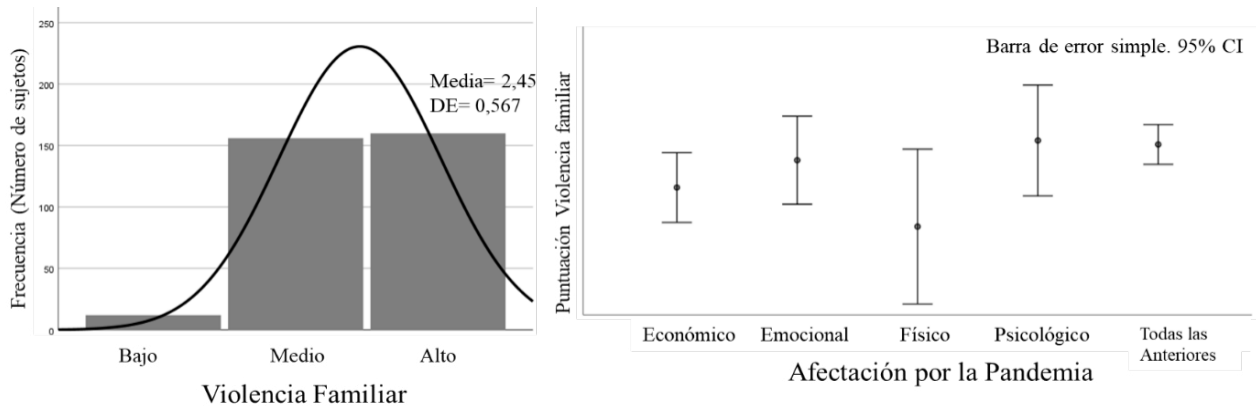 Frecuencia (Número de sujetos)
250
200
150
100
50
0
Media= 2,45
DE= 0,567
Bajo Medio Alto
Violencia Familiar
Puntuación Violencia familiar
Barra de error simple. 95% CI
Económico Emocional Físico Psicológico Todas las
Anteriores
Afectación por la Pandemia